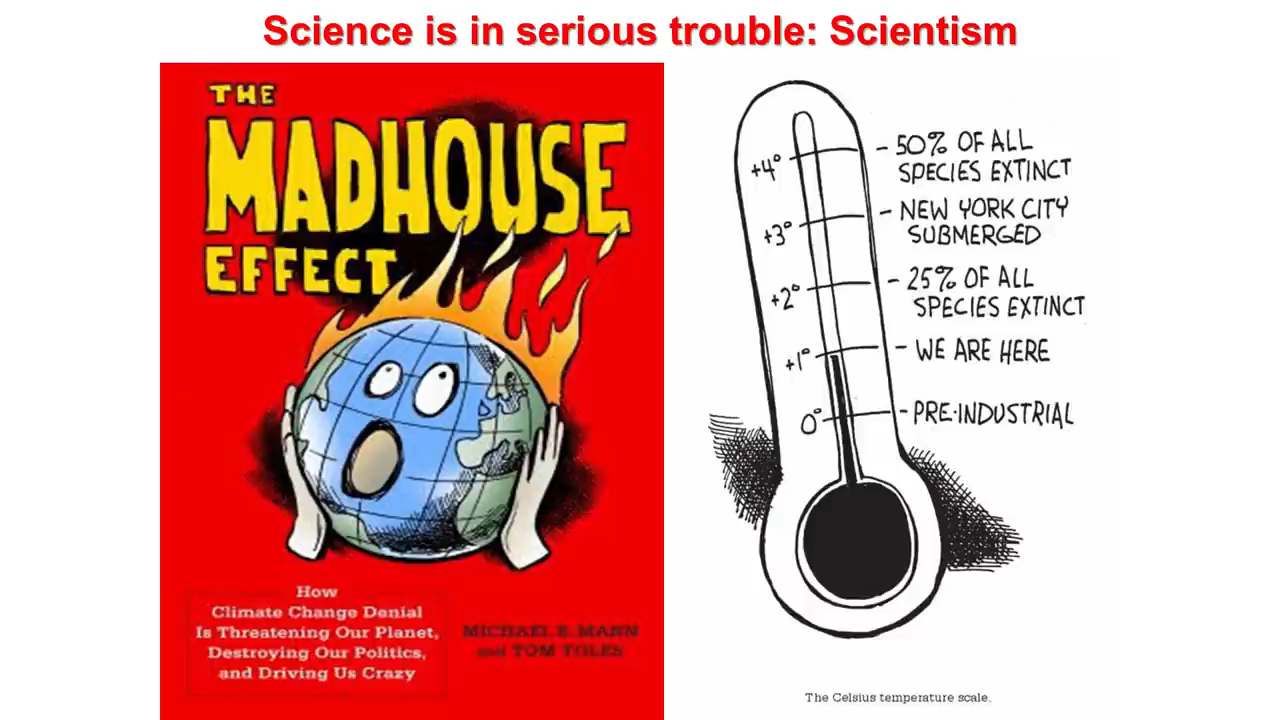 Science is in serious trouble: Scientism
THE
MADHOUSE
EFFECT
How
Climate Change Denial
Is Threatening Our Planet,
Destroying Our Politics,
and Driving Us Crazy
MICHAEL E. MANN
and TOM TOLES
+4° - 50% OF ALL
SPECIES EXTINCT
+3° - NEW YORK CITY
SUBMERGED
+2° - 25% OF ALL
SPECIES EXTINCT
+1° - WE ARE HERE
0° - PRE-INDUSTRIAL
The Celsius temperature scale.